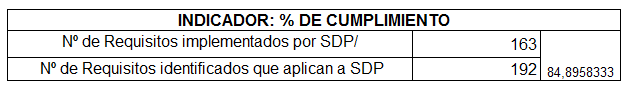 INDICADOR: % DE CUMPLIMIENTO
Nº de Requisitos implementados por SDP/ 163
Nº de Requisitos identificados que aplican a SDP 192 84,8958333